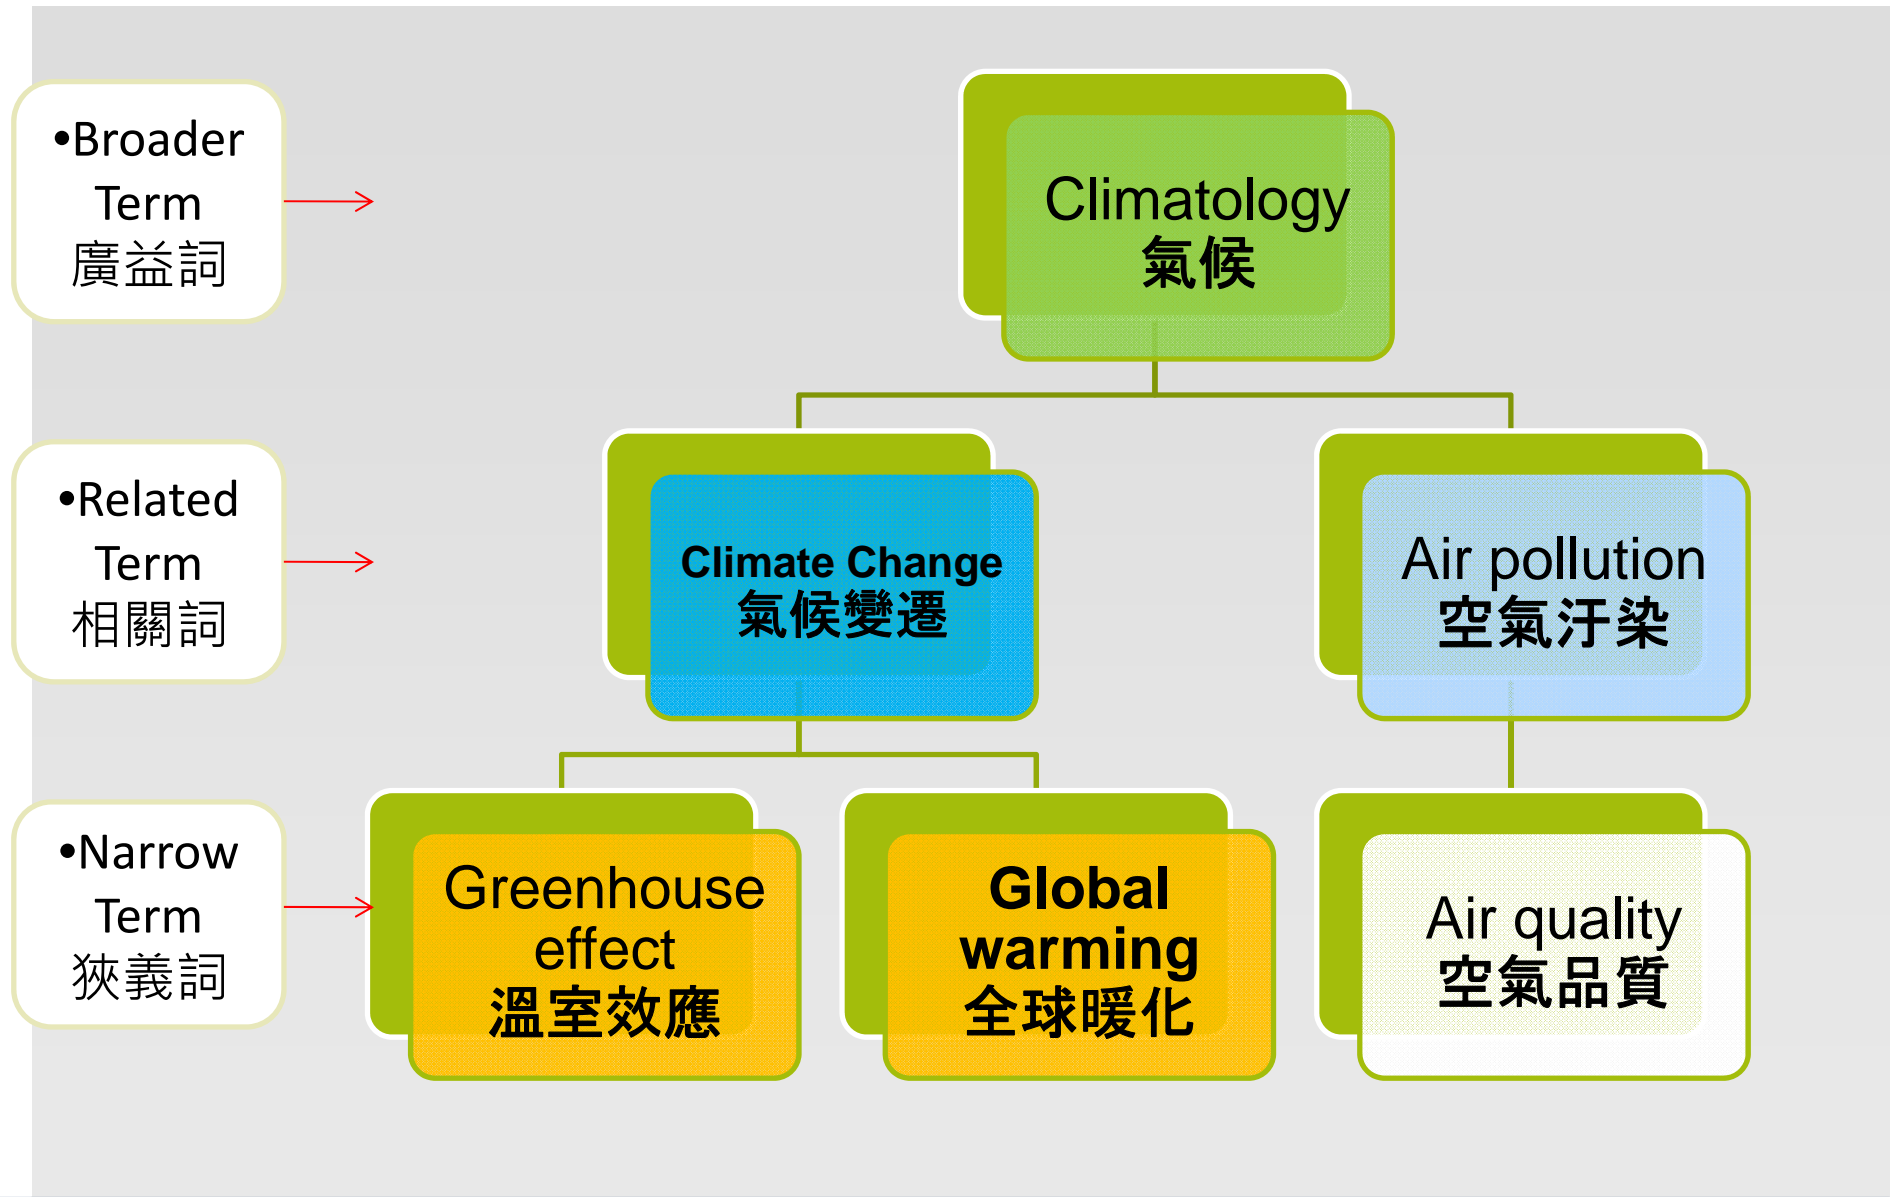 •Broader
Term
廣益詞
Climatology
氣候
•Related
Term
相關詞
Climate Change
氣候變遷
Air pollution
空氣汙染
•Narrow
Term
狹義詞
Greenhouse
effect
溫室效應
Global
warming
全球暖化
Air quality
空氣品質